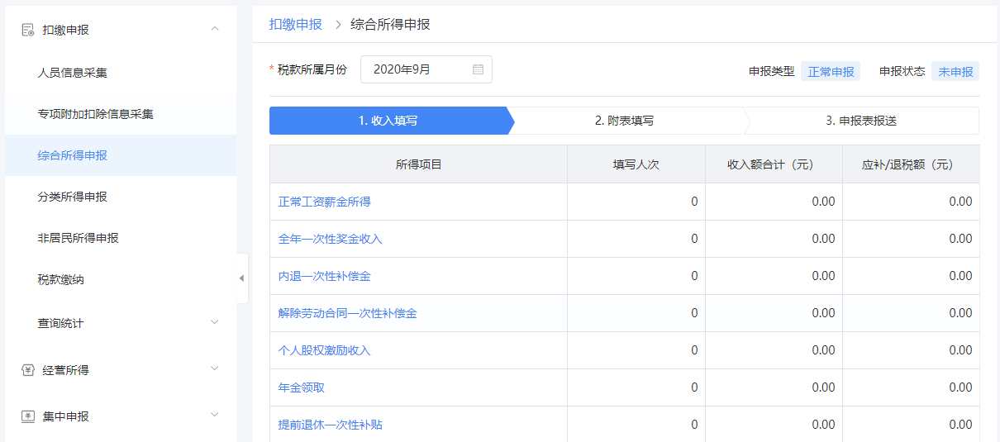 扣缴申报
人员信息采集
专项附加扣除信息采集
综合所得申报
分类所得申报
非居民所得申报
税款缴纳
查询统计
经营所得
集中申报
扣缴申报 > 综合所得申报
* 税款所属月份 2020年9月 申报类型 正常申报 申报状态 未申报
1. 收入填写 2. 附表填写 3. 申报表报送
所得项目 填写人次 收入额合计（元） 应补/退税额（元）
正常工资薪金所得 0 0.00 0.00
全年一次性奖金收入 0 0.00 0.00
内退一次性补偿金 0 0.00 0.00
解除劳动合同一次性补偿金 0 0.00 0.00
个人股权激励收入 0 0.00 0.00
年金领取 0 0.00 0.00
提前退休一次性补贴 0 0.00 0.00